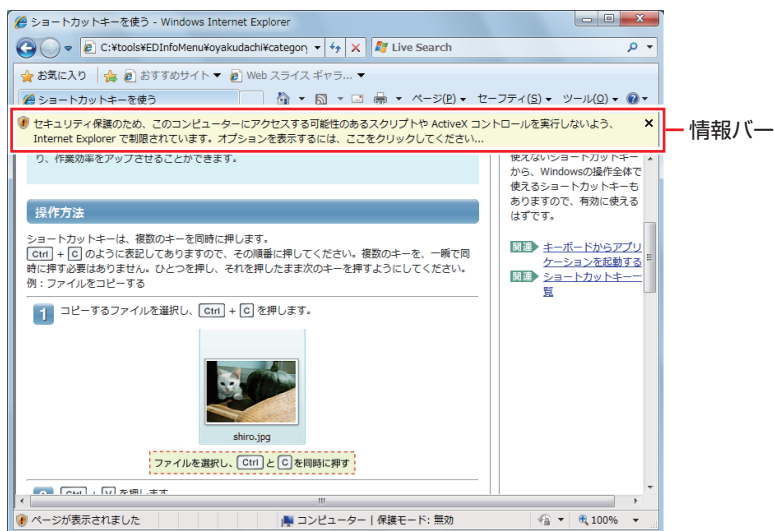 ショートカットキーを使う - Windows Internet Explorer
C:¥tools¥EDInfoMenu¥oyakudachi¥categor
Live Search
お気に入り おすすめサイト ▼ Web スライス ギャラ... ▼
ショートカットキーを使う
ページ(P) セーフティ(S) ツール(O)
セキュリティ保護のため、このコンピューターにアクセスする可能性のあるスクリプトや ActiveX コントロールを実行しないよう、
Internet Explorer で制限されています。オプションを表示するには、ここをクリックしてください...
情報バー
り、作業効率をアップさせることができます。
操作方法
ショートカットキーは、複数のキーを同時に押します。
Ctrl + C のように表記してありますので、その順番に押してください。複数のキーを、一瞬で同
時に押す必要はありません。ひとつを押し、それを押したまま次のキーを押すようにしてください。
例：ファイルをコピーする
1 コピーするファイルを選択し、Ctrl + C を押します。
shiro.jpg
ファイルを選択し、Ctrl と C を同時に押す
2 Ctrl + V を押します
使えないショートカットキー
から、Windowsの操作全体で
使えるショートカットキーも
ありますので、有効に使える
はずです。
関連 キーボードからアプリ
ケーションを起動する
関連 ショートカットキー一
覧
ページが表示されました
コンピューター | 保護モード: 無効
100%